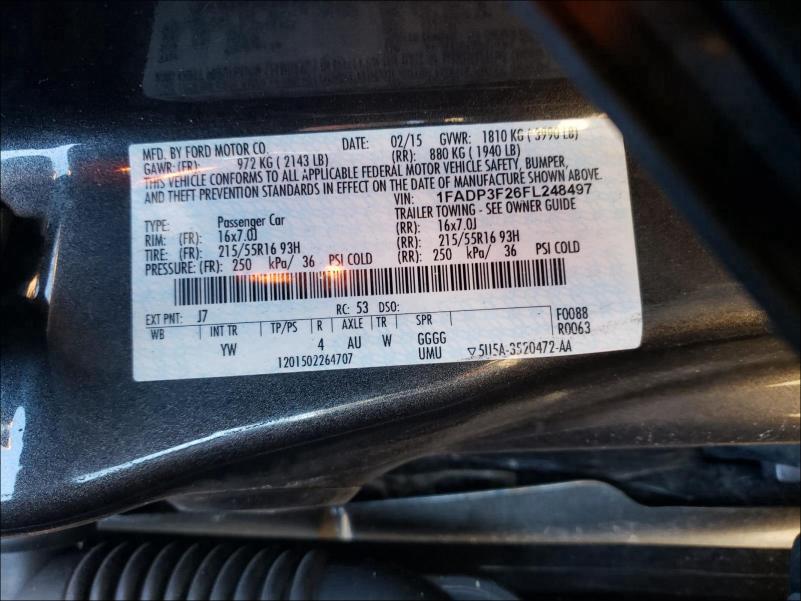 MFD. BY FORD MOTOR CO. DATE: 02/15 GVWR: 1810 KG ( 3990 LB)
GAWR: (FR): 972 KG ( 2143 LB) (RR): 880 KG ( 1940 LB)
THIS VEHICLE CONFORMS TO ALL APPLICABLE FEDERAL MOTOR VEHICLE SAFETY, BUMPER,
AND THEFT PREVENTION STANDARDS IN EFFECT ON THE DATE OF MANUFACTURE SHOWN ABOVE.
VIN: 1FADP3F26FL248497
TYPE: Passenger Car TRAILER TOWING - SEE OWNER GUIDE
RIM: (FR): 16x7.0J (RR): 16x7.0J
TIRE: (FR): 215/55R16 93H (RR): 215/55R16 93H
PRESSURE: (FR): 250 kPa/ 36 PSI COLD (RR): 250 kPa/ 36 PSI COLD
EXT PNT: J7 RC: 53 DSO: F0088
WB INT TR TP/PS R AXLE TR SPR R0063
YW 4 AU W GGGG
1201502264707 UMU ▽5U5A-3520472-AA